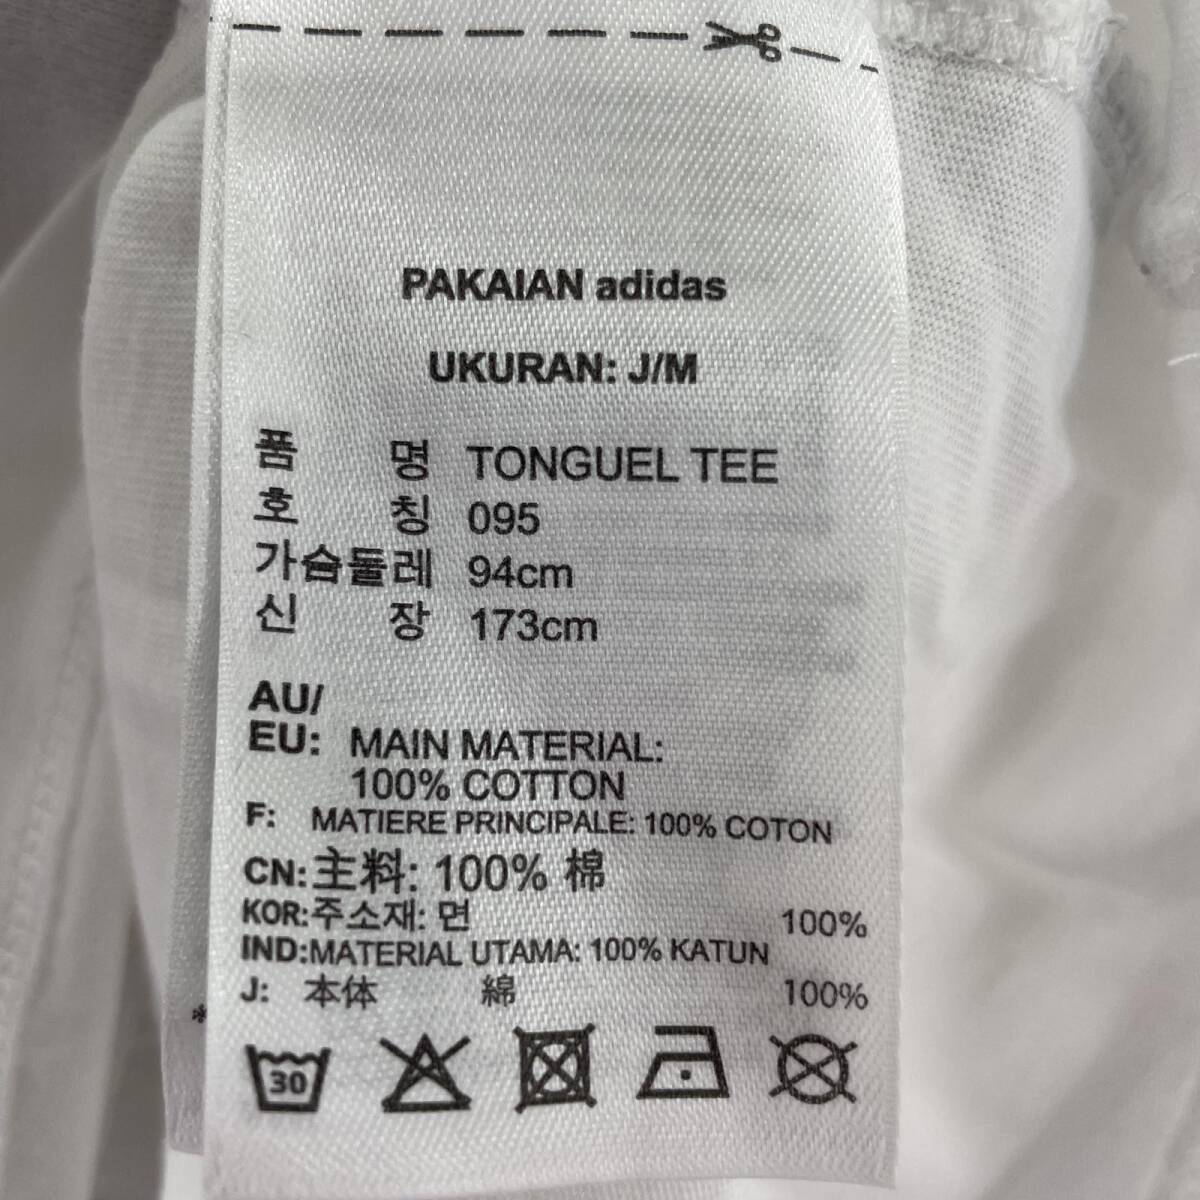 PAKAIAN adidas
UKURAN: J/M
품 명 TONGUEL TEE
호 칭 095
가슴둘레 94cm
신 장 173cm
AU/
EU: MAIN MATERIAL:
100% COTTON
F: MATIERE PRINCIPALE: 100% COTON
CN:主料: 100% 棉
KOR:주소재: 면 100%
IND:MATERIAL UTAMA: 100% KATUN
J: 本体 綿 100%
*
30